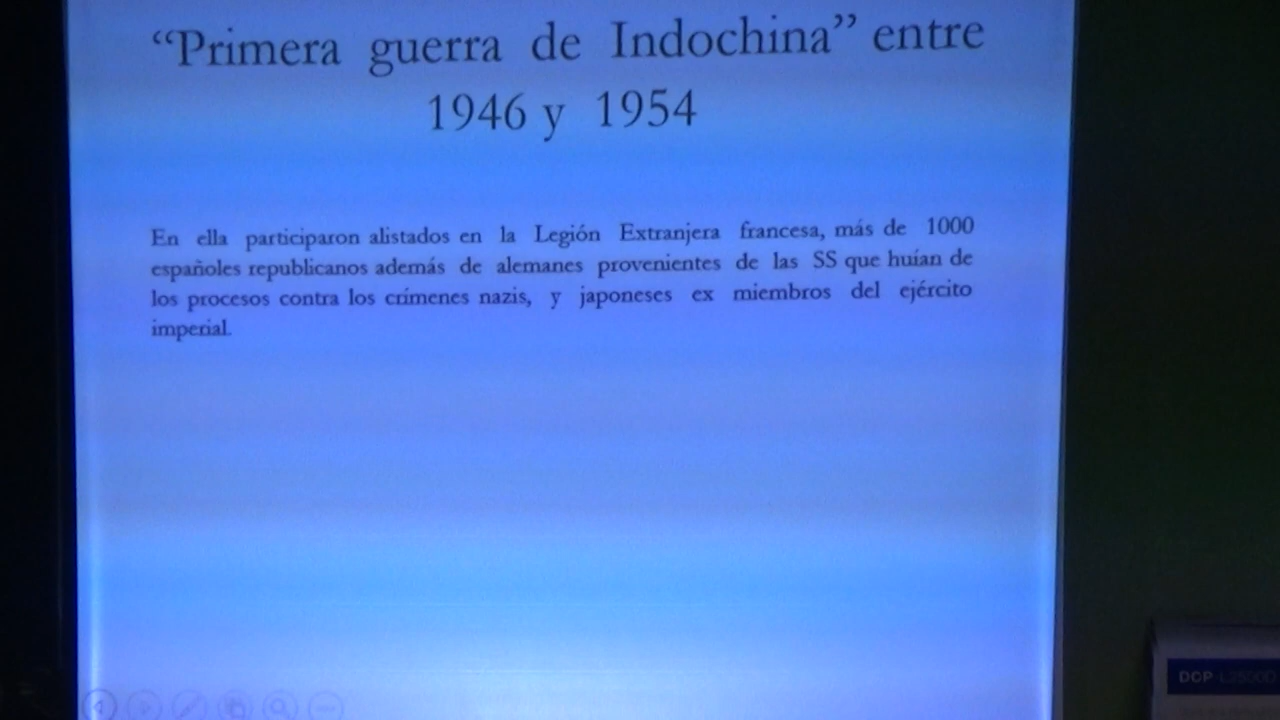 “Primera guerra de Indochina” entre
1946 y 1954
En ella participaron alistados en la Legión Extranjera francesa, más de 1000
españoles republicanos además de alemanes provenientes de las SS que huían de
los procesos contra los crímenes nazis, y japoneses ex miembros del ejército
imperial.
DCP